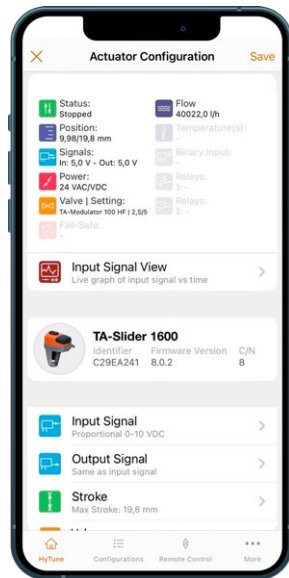 Actuator Configuration
Save
Status:
Stopped
Flow
40022,0 l/h
Position:
9,98/19,8 mm
Temperature(s):
-
Signals:
In: 5,0 V - Out: 5,0 V
Binary Input:
-
Power:
24 VAC/VDC
Relays:
1: -
Valve | Setting:
TA-Modulator 100 HF | 2,5/5
Relays:
2: -
Fail-Safe:
-
Input Signal View
Live graph of input signal vs time
TA-Slider 1600
Identifier Firmware Version C/N
C29EA241 8.0.2 8
Input Signal
Proportional 0-10 VDC
Output Signal
Same as input signal
Stroke
Max Stroke: 19,8 mm
HyTune Configurations Remote Control More